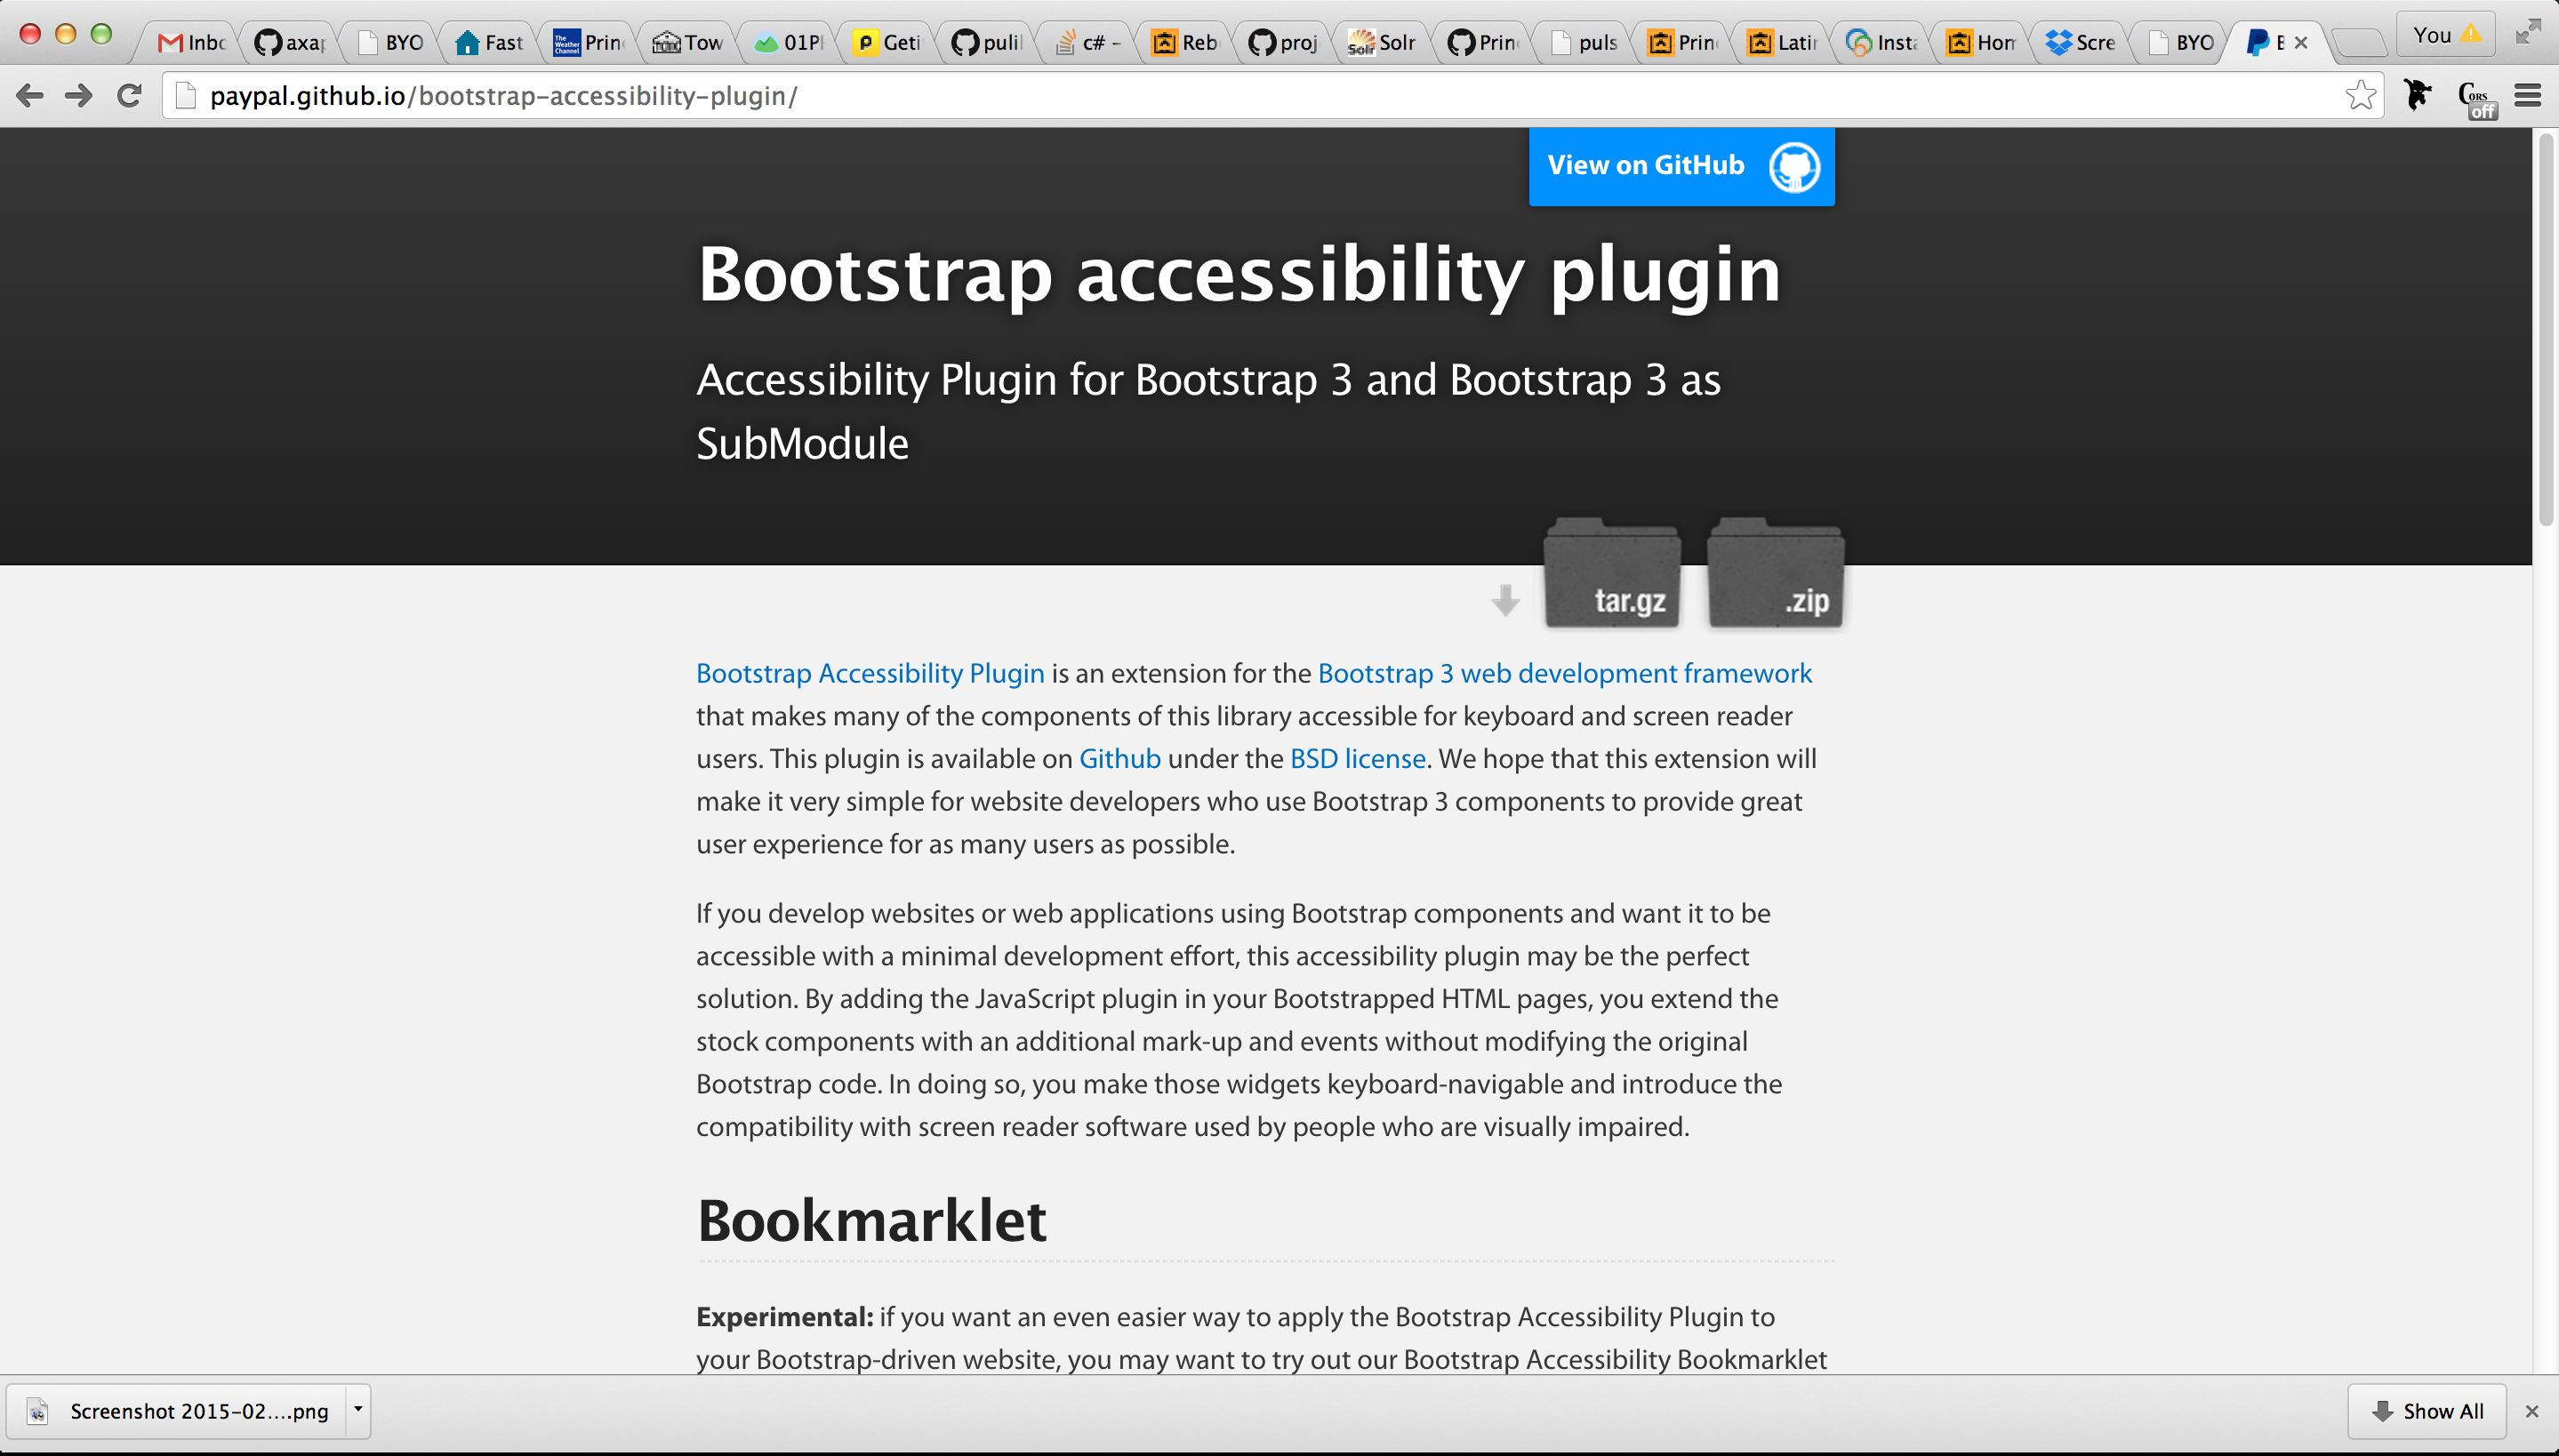 Inbc axap BYO Fast The Weather Channel Prin Tow 01Pl Geti pulil c# - Reb proj Solr Solr Prin puls Prin Latin Insta Hom Scre BYO B You
paypal.github.io/bootstrap-accessibility-plugin/ CORS off
View on GitHub
Bootstrap accessibility plugin
Accessibility Plugin for Bootstrap 3 and Bootstrap 3 as
SubModule
tar.gz .zip
Bootstrap Accessibility Plugin is an extension for the Bootstrap 3 web development framework
that makes many of the components of this library accessible for keyboard and screen reader
users. This plugin is available on Github under the BSD license. We hope that this extension will
make it very simple for website developers who use Bootstrap 3 components to provide great
user experience for as many users as possible.
If you develop websites or web applications using Bootstrap components and want it to be
accessible with a minimal development effort, this accessibility plugin may be the perfect
solution. By adding the JavaScript plugin in your Bootstrapped HTML pages, you extend the
stock components with an additional mark-up and events without modifying the original
Bootstrap code. In doing so, you make those widgets keyboard-navigable and introduce the
compatibility with screen reader software used by people who are visually impaired.
Bookmarklet
Experimental: if you want an even easier way to apply the Bootstrap Accessibility Plugin to
your Bootstrap-driven website, you may want to try out our Bootstrap Accessibility Bookmarklet
Screenshot 2015-02....png Show All